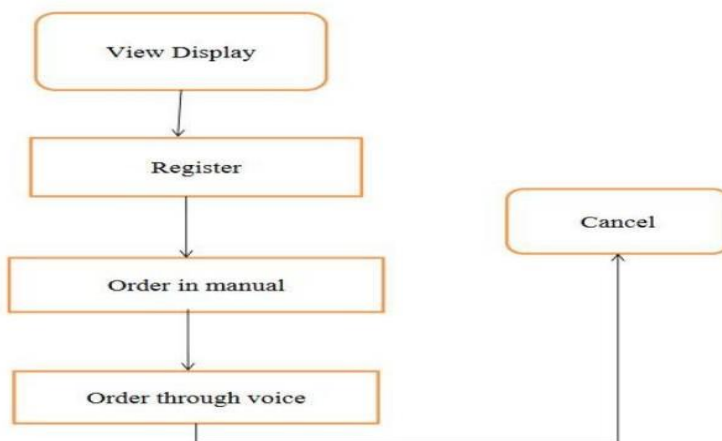 View Display
Register
Cancel
Order in manual
Order through voice